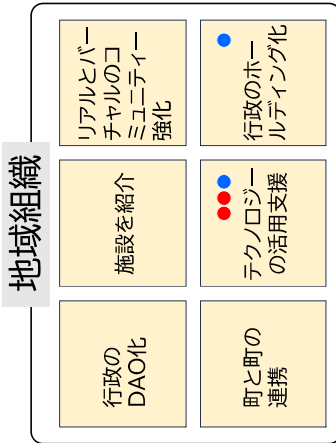 地域組織
行政の
DAO化
施設を紹介
リアルとバー
チャルのコ
ミュニティー
強化
町と町の
連携
テクノロジー
の活用支援
行政のホー
ルディング化